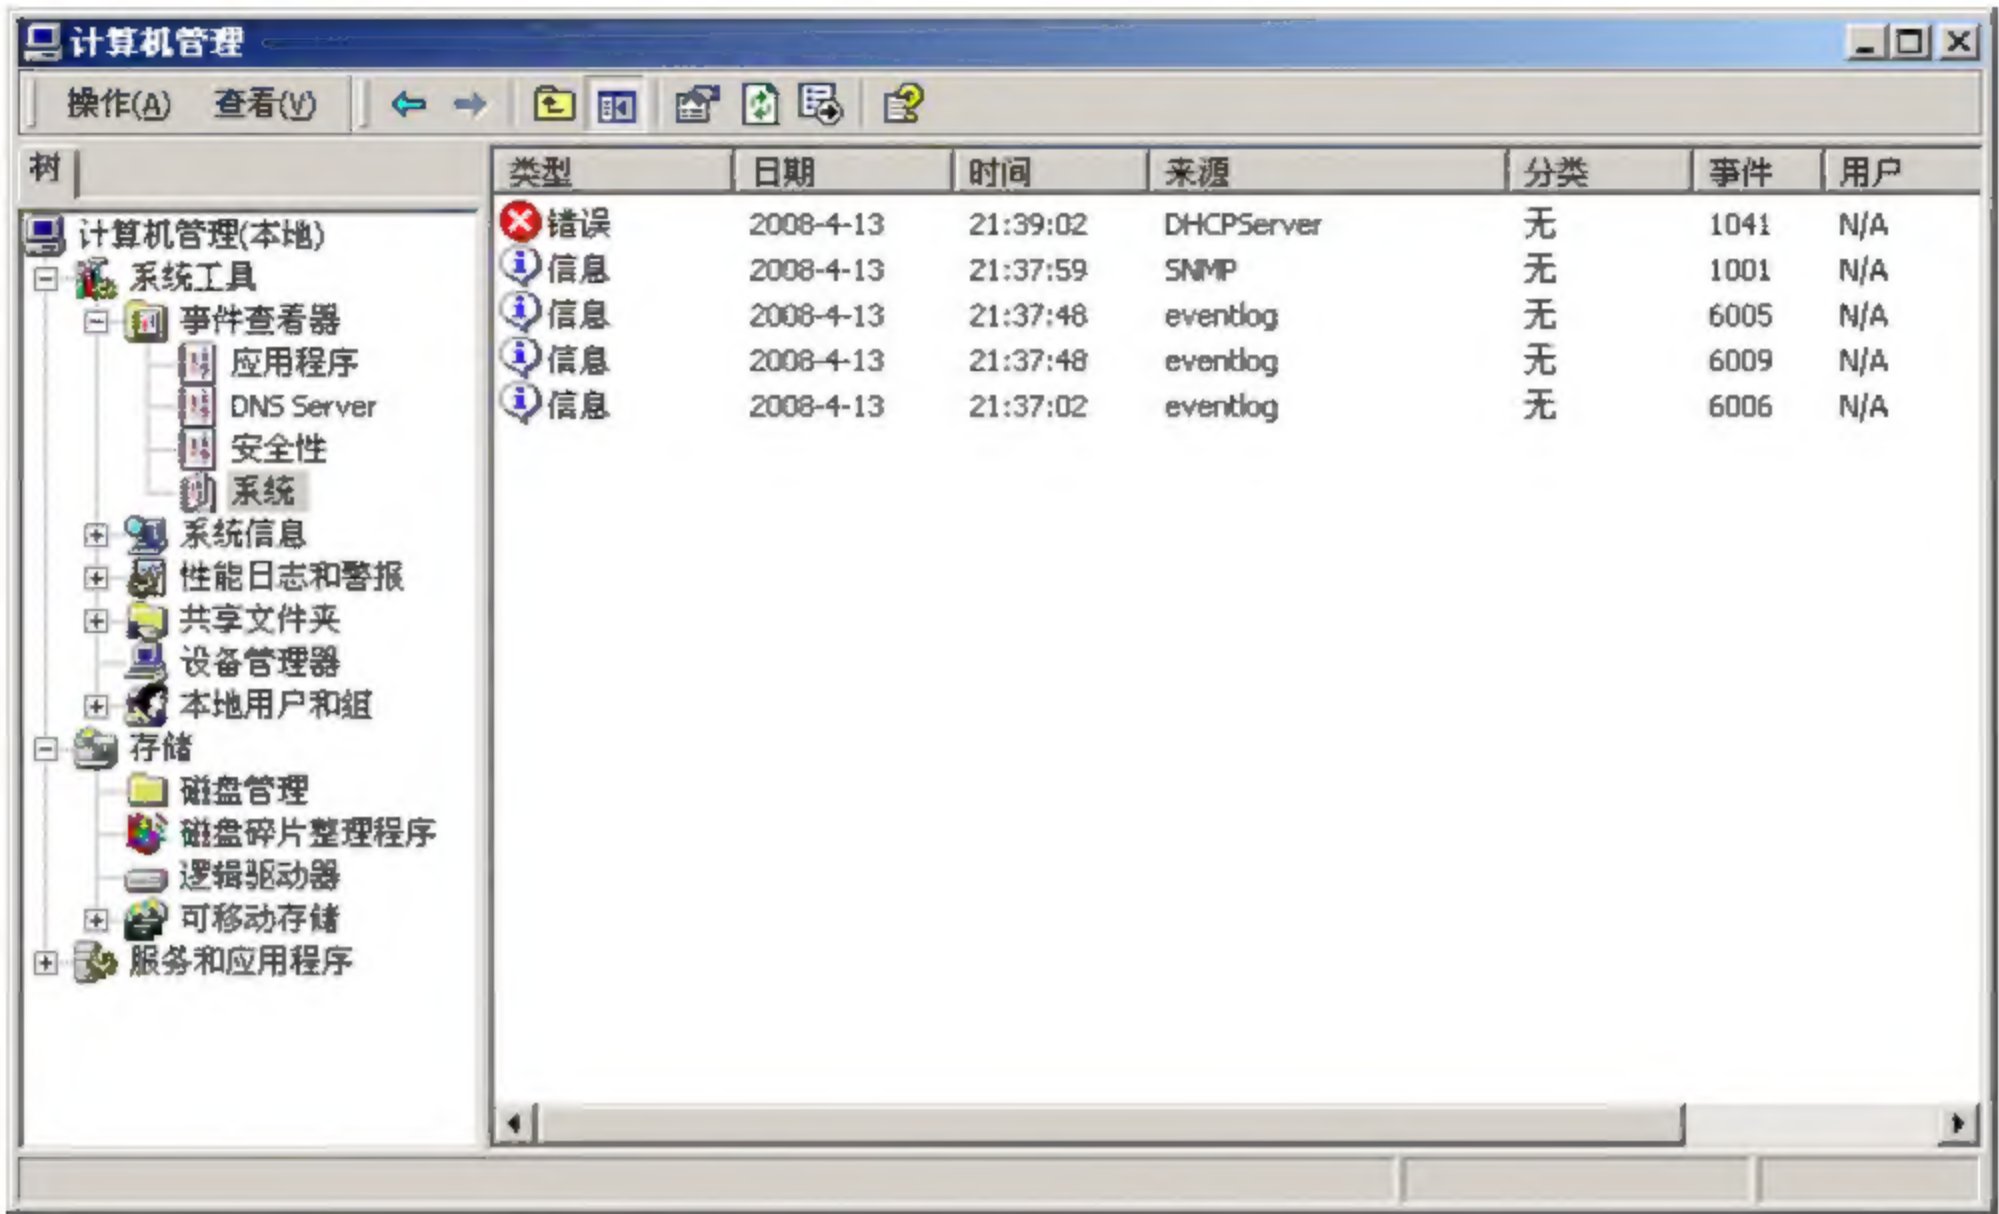 计算机管理
操作(A) 查看(V)
树
类型 日期 时间 来源 分类 事件 用户
错误 2008-4-13 21:39:02 DHCPServer 无 1041 N/A
信息 2008-4-13 21:37:59 SNMP 无 1001 N/A
信息 2008-4-13 21:37:48 eventlog 无 6005 N/A
信息 2008-4-13 21:37:48 eventlog 无 6009 N/A
信息 2008-4-13 21:37:02 eventlog 无 6006 N/A
计算机管理(本地)
系统工具
事件查看器
应用程序
DNS Server
安全性
系统
系统信息
性能日志和警报
共享文件夹
设备管理器
本地用户和组
存储
磁盘管理
磁盘碎片整理程序
逻辑驱动器
可移动存储
服务和应用程序